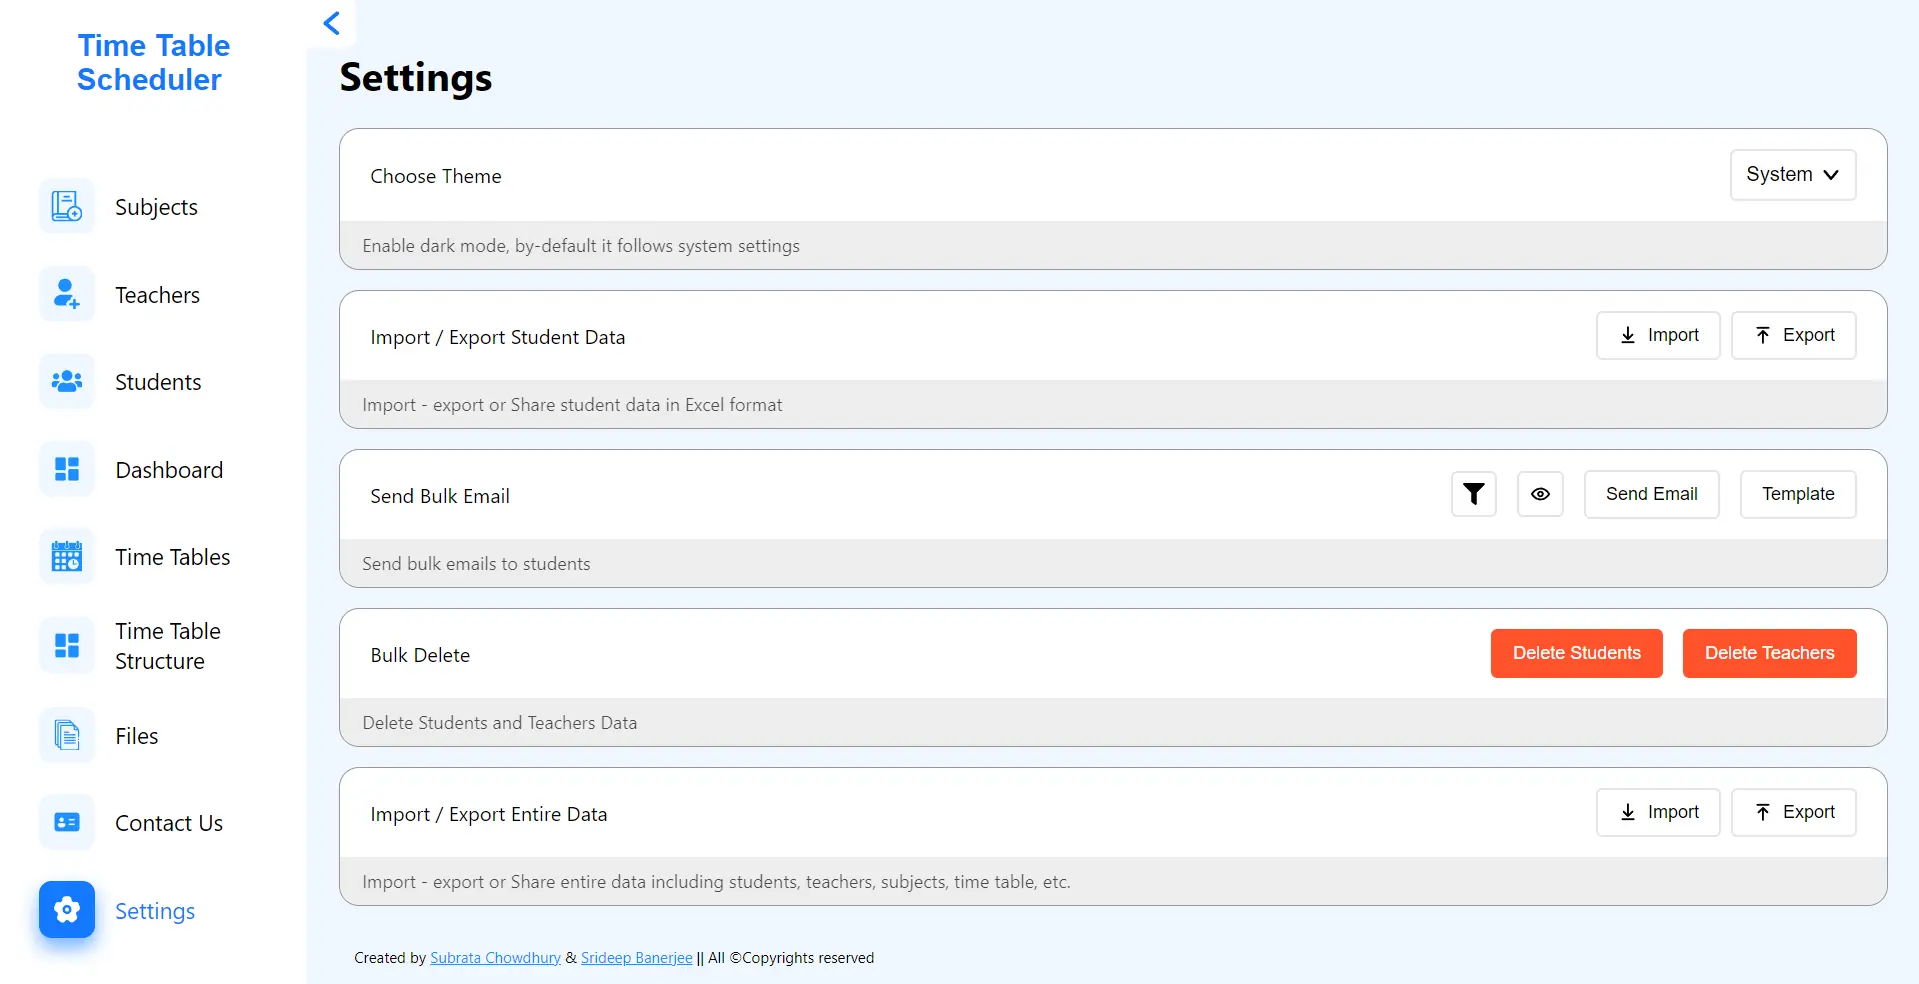 Time Table
Scheduler
Subjects
Teachers
Students
Dashboard
Time Tables
Time Table
Structure
Files
Contact Us
Settings
Settings
Choose Theme
System
Enable dark mode, by-default it follows system settings
Import / Export Student Data
Import
Export
Import - export or Share student data in Excel format
Send Bulk Email
Send Email
Template
Send bulk emails to students
Bulk Delete
Delete Students
Delete Teachers
Delete Students and Teachers Data
Import / Export Entire Data
Import
Export
Import - export or Share entire data including students, teachers, subjects, time table, etc.
Created by Subrata Chowdhury & Srideep Banerjee || All ©Copyrights reserved